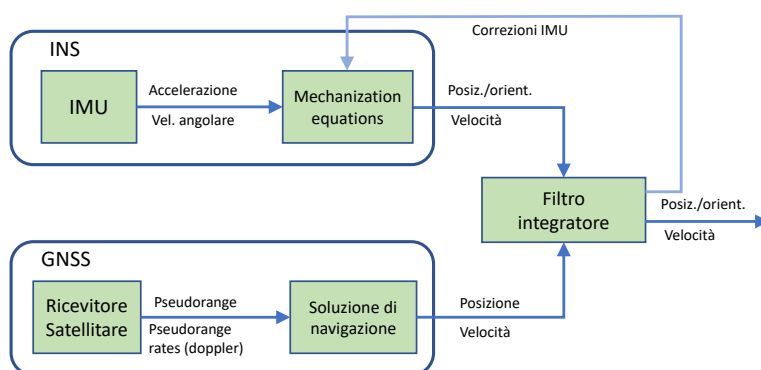 Correzioni IMU
INS
IMU
Accelerazione
Vel. angolare
Mechanization
equations
Posiz./orient.
Velocità
Filtro
integratore
Posiz./orient.
Velocità
GNSS
Ricevitore
Satellitare
Pseudorange
Pseudorange
rates (doppler)
Soluzione di
navigazione
Posizione
Velocità